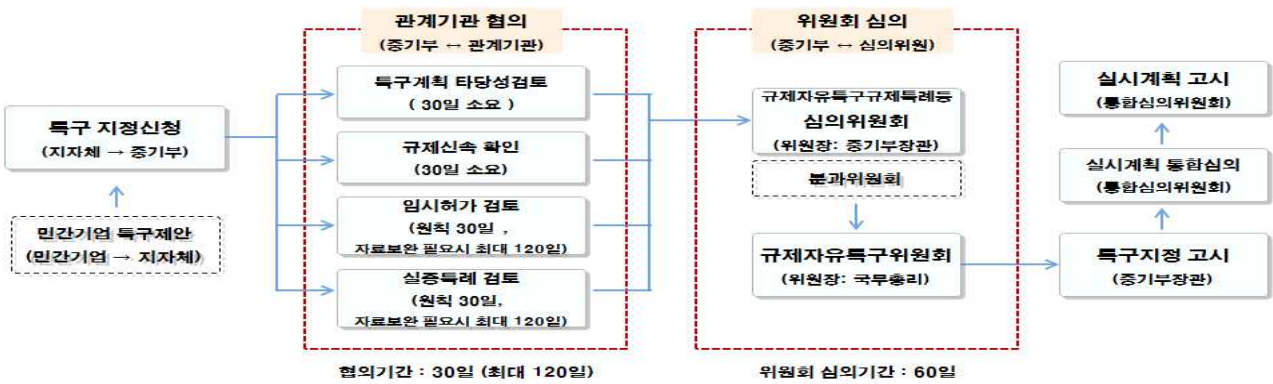 민간기업 특구제안
(민간기업 → 지자체)
특구 지정신청
(지자체 → 중기부)
관계기관 협의
(중기부 ↔ 관계기관)
특구계획 타당성검토
( 30일 소요 )
규제신속 확인
(30일 소요)
임시허가 검토
(원칙 30일 ,
자료보완 필요시 최대 120일)
실증특례 검토
(원칙 30일,
자료보완 필요시 최대 120일)
협의기간 : 30일 (최대 120일)
위원회 심의
(중기부 ↔ 심의위원)
규제자유특구규제특례등
심의위원회
(위원장: 중기부장관)
분과위원회
규제자유특구위원회
(위원장: 국무총리)
위원회 심의기간 : 60일
특구지정 고시
(중기부장관)
실시계획 통합심의
(통합심의위원회)
실시계획 고시
(통합심의위원회)